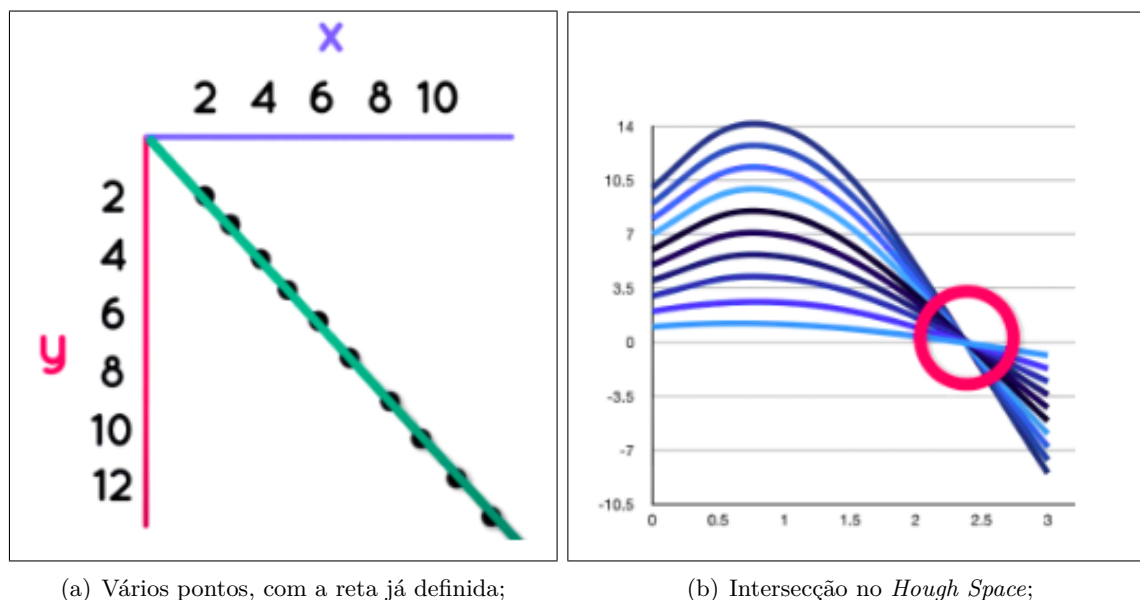 x
2 4 6 8 10
2
4
6
8
10
12
y
14
10.5
7
3.5
0
-3.5
-7
-10.5
0 0.5 1 1.5 2 2.5 3
(a) Vários pontos, com a reta já definida;
(b) Intersecção no Hough Space;